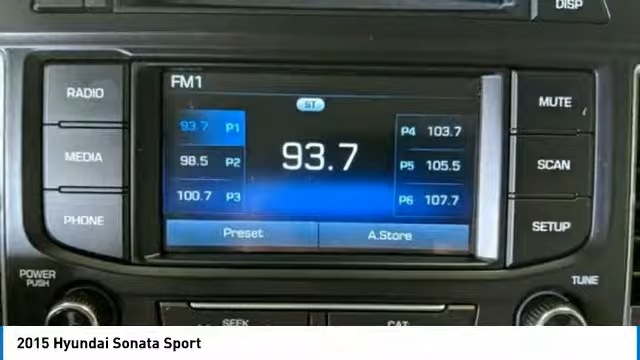 DISP
RADIO
MEDIA
PHONE
FM1
ST
93.7 P1
98.5 P2
100.7 P3
93.7
P4 103.7
P5 105.5
P6 107.7
Preset
A.Store
MUTE
SCAN
SETUP
POWER
PUSH
TUNE
SEEK
CAT
2015 Hyundai Sonata Sport